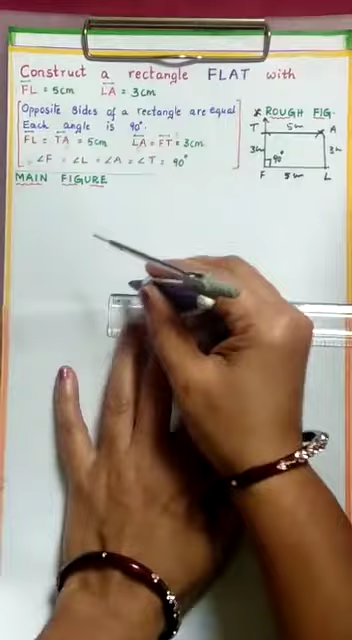 Construct a rectangle FLAT with
FL = 5cm LA = 3cm
Opposite sides of a rectangle are equal
Each angle is 90°.
FL = TA = 5cm LA = FT = 3cm
∠F = ∠L = ∠A = ∠T = 90°
* ROUGH FIG.
T 5cm A
3cm 3cm
90°
F 5cm L
MAIN FIGURE